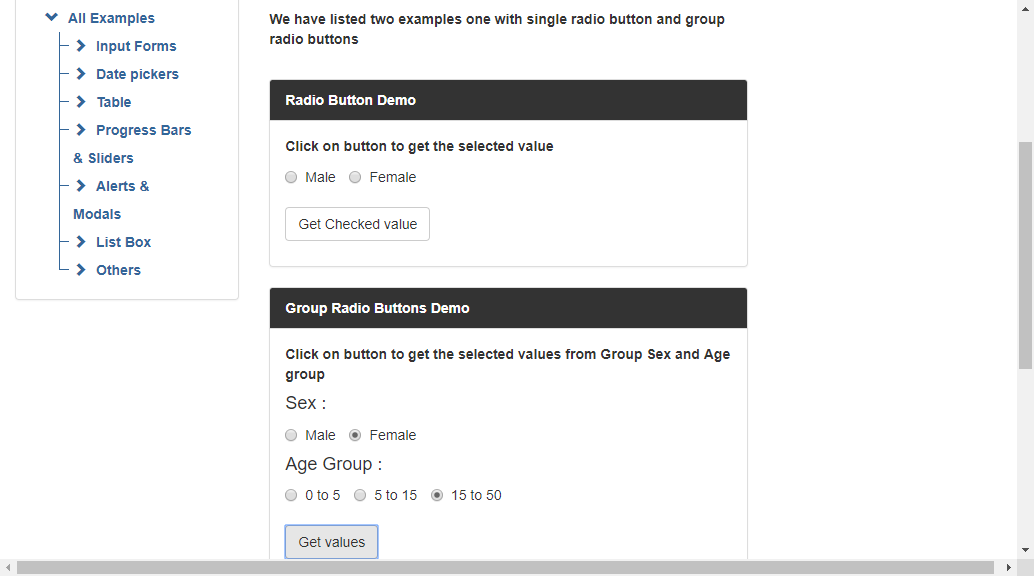 All Examples
Input Forms
Date pickers
Table
Progress Bars
& Sliders
Alerts &
Modals
List Box
Others
We have listed two examples one with single radio button and group
radio buttons
Radio Button Demo
Click on button to get the selected value
Male Female
Get Checked value
Group Radio Buttons Demo
Click on button to get the selected values from Group Sex and Age
group
Sex :
Male Female
Age Group :
0 to 5 5 to 15 15 to 50
Get values